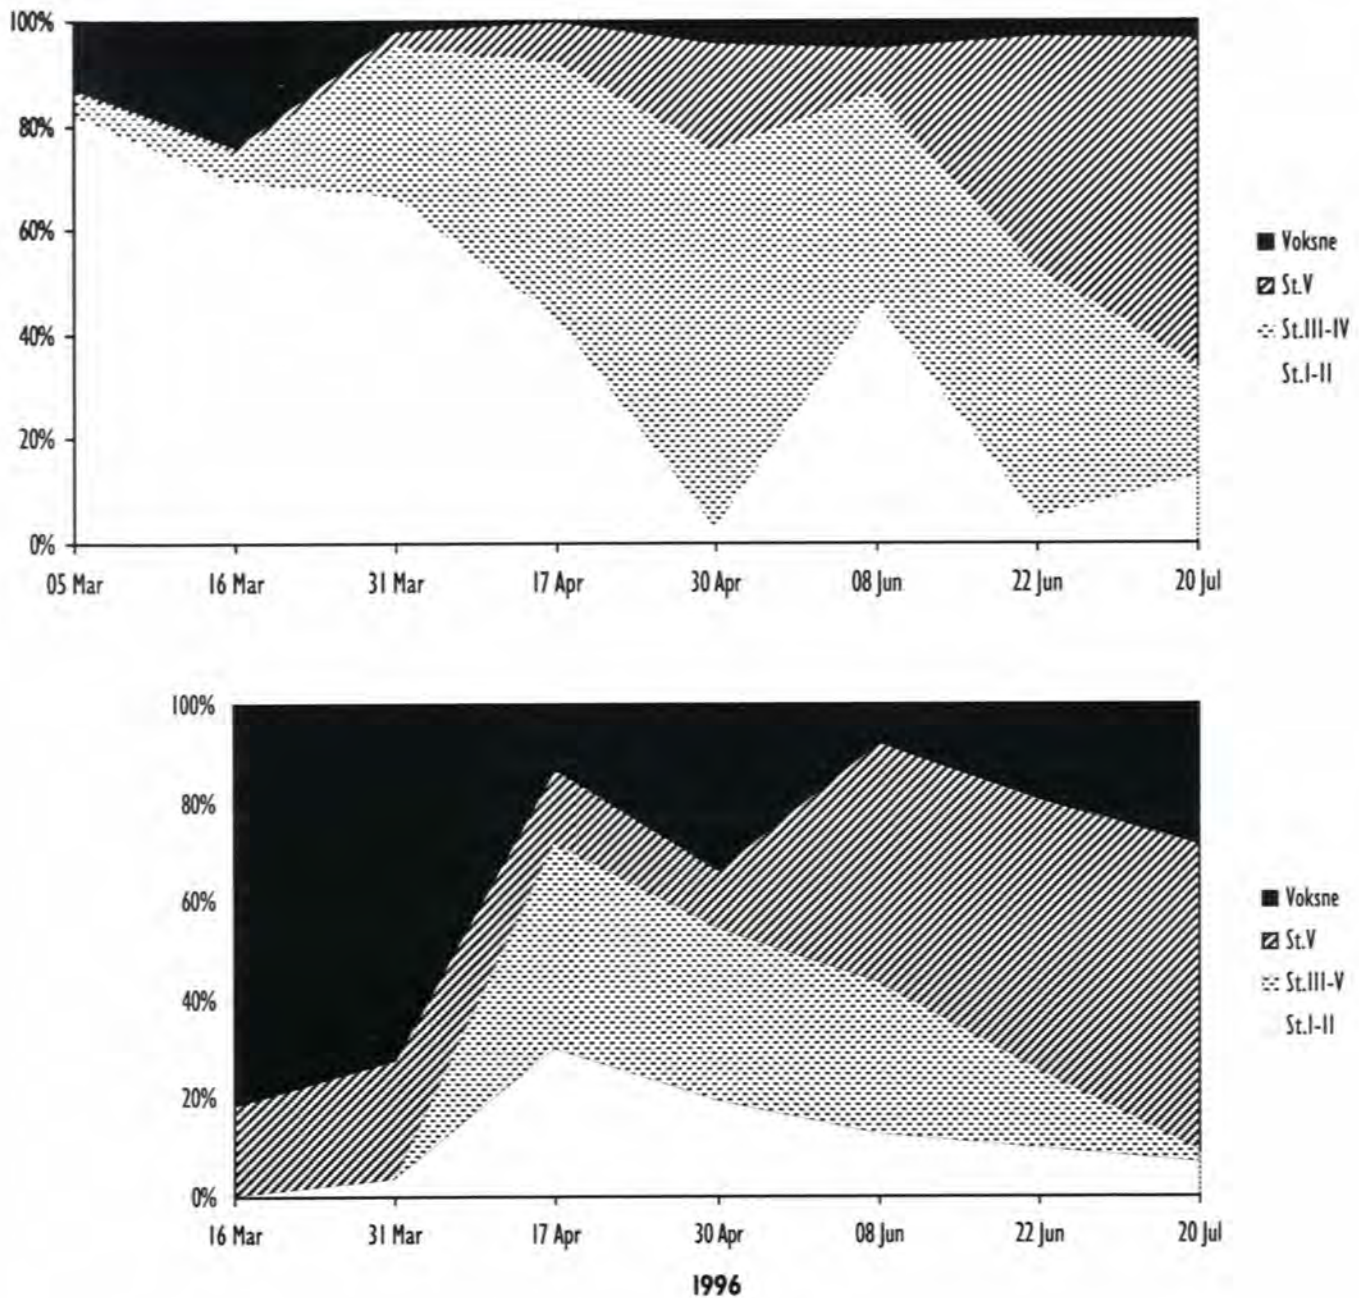 100%
80%
60%
40%
20%
0%
05 Mar 16 Mar 31 Mar 17 Apr 30 Apr 08 Jun 22 Jun 20 Jul
Voksne
St.V
St.III-IV
St.I-II
100%
80%
60%
40%
20%
0%
16 Mar 31 Mar 17 Apr 30 Apr 08 Jun 22 Jun 20 Jul
1996
Voksne
St.V
St.III-V
St.I-II